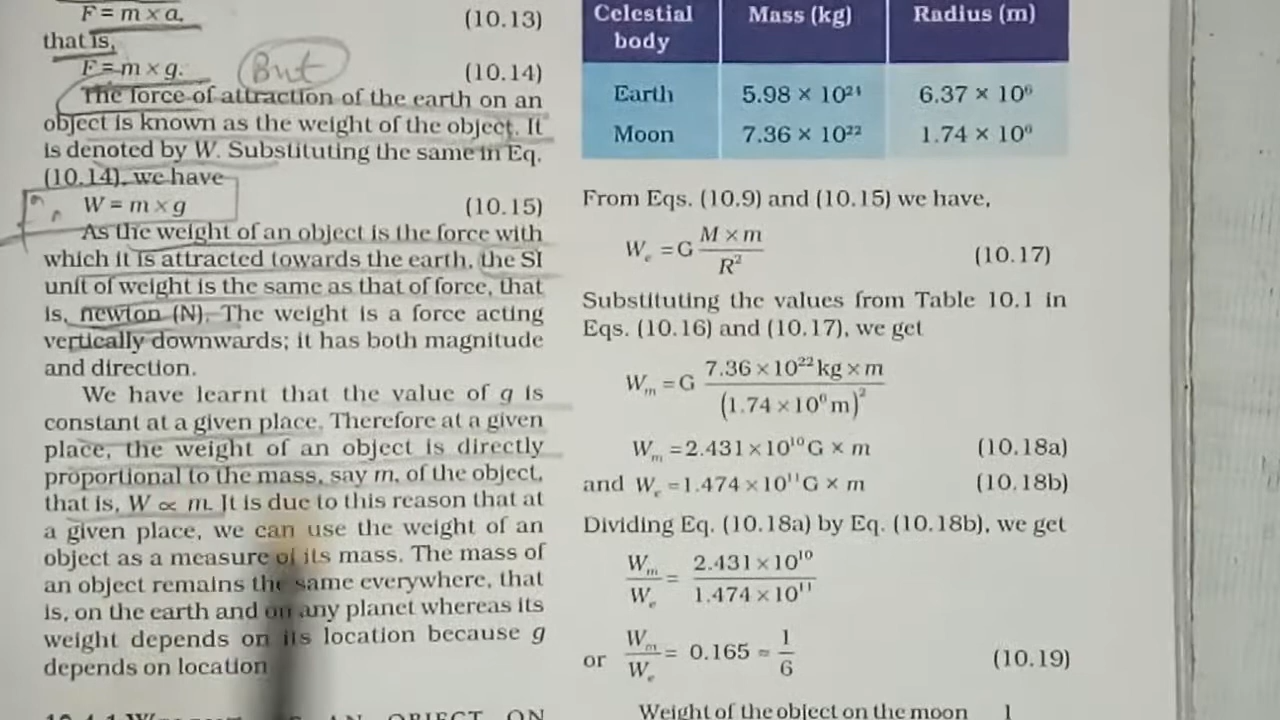 F = m × a,   (10.13)
that is,
F = m × g.   (10.14)
But
The force of attraction of the earth on an
object is known as the weight of the object. It
is denoted by W. Substituting the same in Eq.
(10.14), we have
W = m × g   (10.15)
As the weight of an object is the force with
which it is attracted towards the earth, the SI
unit of weight is the same as that of force, that
is, newton (N). The weight is a force acting
vertically downwards; it has both magnitude
and direction.
We have learnt that the value of g is
constant at a given place. Therefore at a given
place, the weight of an object is directly
proportional to the mass, say m, of the object,
that is, W ∝ m. It is due to this reason that at
a given place, we can use the weight of an
object as a measure of its mass. The mass of
an object remains the same everywhere, that
is, on the earth and on any planet whereas its
weight depends on its location because g
depends on location
AN OBJECT ON
Celestial body   Mass (kg)   Radius (m)
Earth   5.98 × 10²⁴   6.37 × 10⁶
Moon   7.36 × 10²²   1.74 × 10⁶
From Eqs. (10.9) and (10.15) we have,
Wₑ = G (M × m) / R²   (10.17)
Substituting the values from Table 10.1 in
Eqs. (10.16) and (10.17), we get
Wₘ = G (7.36 × 10²² kg × m) / (1.74 × 10⁶ m)²
Wₘ = 2.431 × 10¹⁰ G × m   (10.18a)
and Wₑ = 1.474 × 10¹¹ G × m   (10.18b)
Dividing Eq. (10.18a) by Eq. (10.18b), we get
Wₘ / Wₑ = 2.431 × 10¹⁰ / 1.474 × 10¹¹
or Wₘ / Wₑ = 0.165 ≈ 1/6   (10.19)
Weight of the object on the moon   1